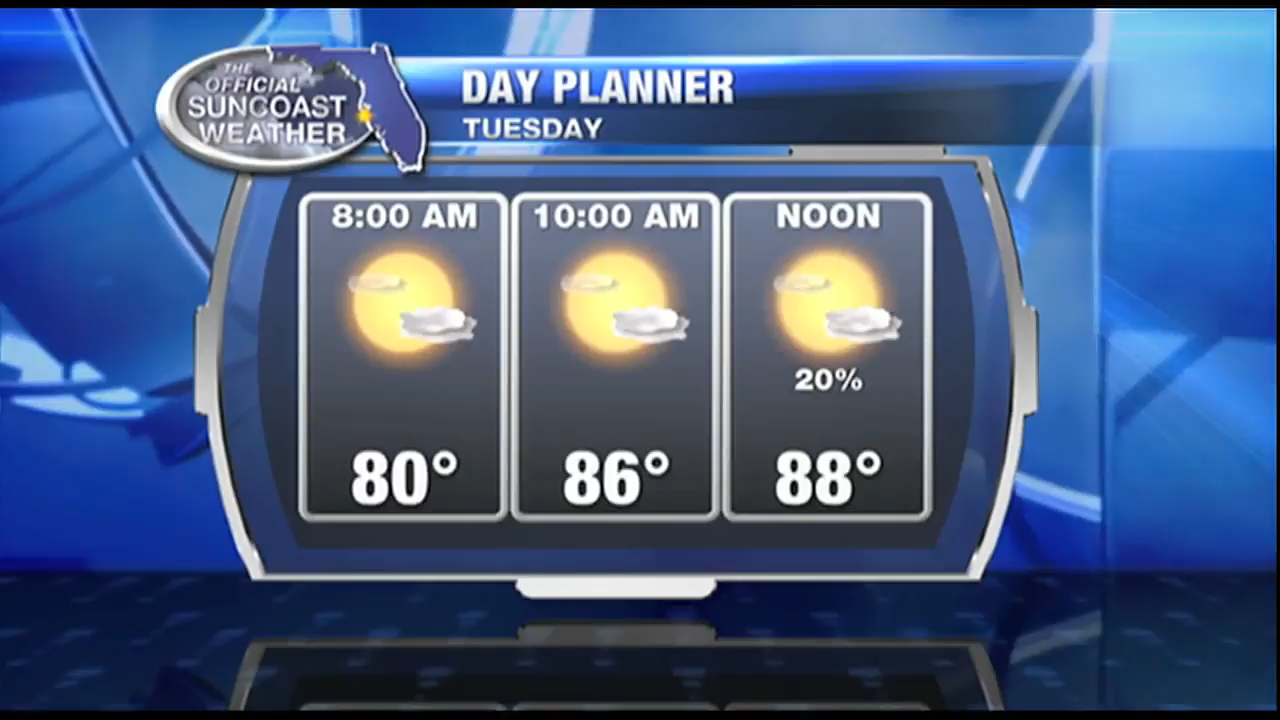 THE
OFFICIAL
SUNCOAST
WEATHER
DAY PLANNER
TUESDAY
8:00 AM
80°
10:00 AM
86°
NOON
20%
88°